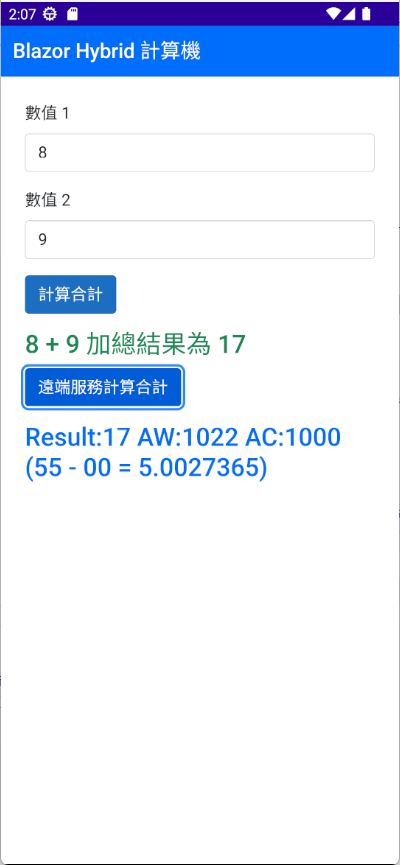 2:07
Blazor Hybrid 計算機
數值 1
8
數值 2
9
計算合計
8 + 9 加總結果為 17
遠端服務計算合計
Result:17 AW:1022 AC:1000
(55 - 00 = 5.0027365)